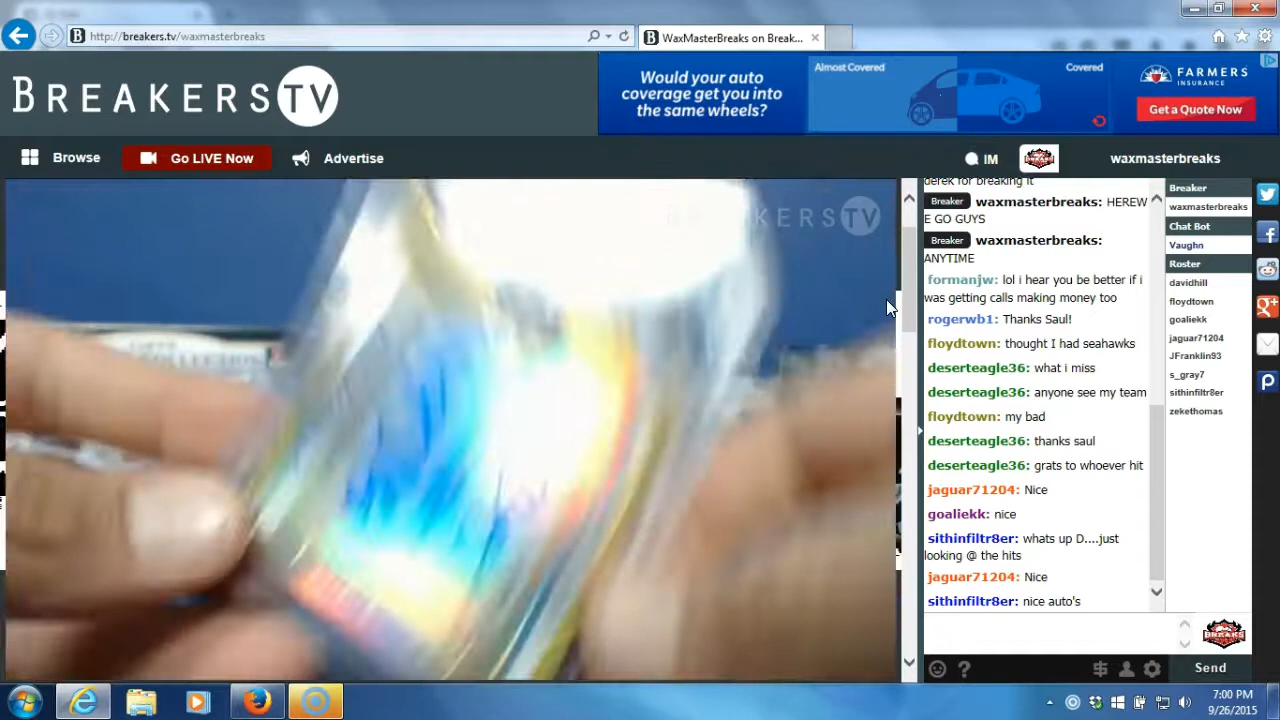 http://breakers.tv/waxmasterbreaks
WaxMasterBreaks on Break...
BREAKERS TV
Would your auto
coverage get you into
the same wheels?
Almost Covered
Covered
FARMERS
INSURANCE
Get a Quote Now
Browse
Go LIVE Now
Advertise
IM
waxmasterbreaks
BREAKERS TV
derek for breaking it
Breaker waxmasterbreaks: HEREW
E GO GUYS
Breaker waxmasterbreaks:
ANYTIME
formanjw: lol i hear you be better if i
was getting calls making money too
rogerwb1: Thanks Saul!
floydtown: thought I had seahawks
deserteagle36: what i miss
deserteagle36: anyone see my team
floydtown: my bad
deserteagle36: thanks saul
deserteagle36: grats to whoever hit
jaguar71204: Nice
goaliekk: nice
sithinfiltr8er: whats up D....just
looking @ the hits
jaguar71204: Nice
sithinfiltr8er: nice auto's
Breaker
waxmasterbreaks
Chat Bot
Vaughn
Roster
davidhill
floydtown
goaliekk
jaguar71204
JFranklin93
s_gray7
sithinfiltr8er
zekethomas
BREAKS
Send
7:00 PM
9/26/2015